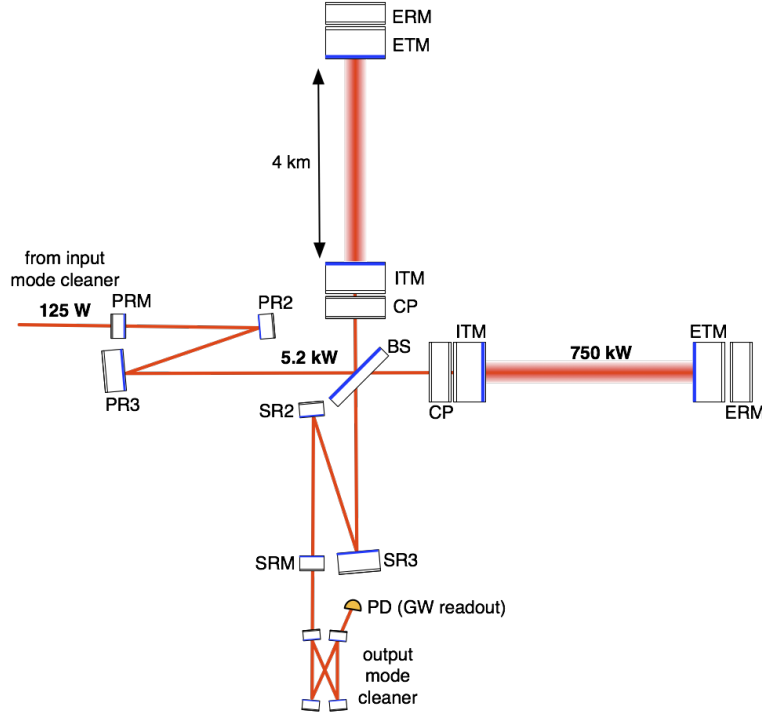 ERM
ETM
4 km
ITM
CP
from input
mode cleaner
125 W
PRM
PR2
PR3
5.2 kW
BS
ITM
CP
750 kW
ETM
ERM
SR2
SR3
SRM
PD (GW readout)
output
mode
cleaner